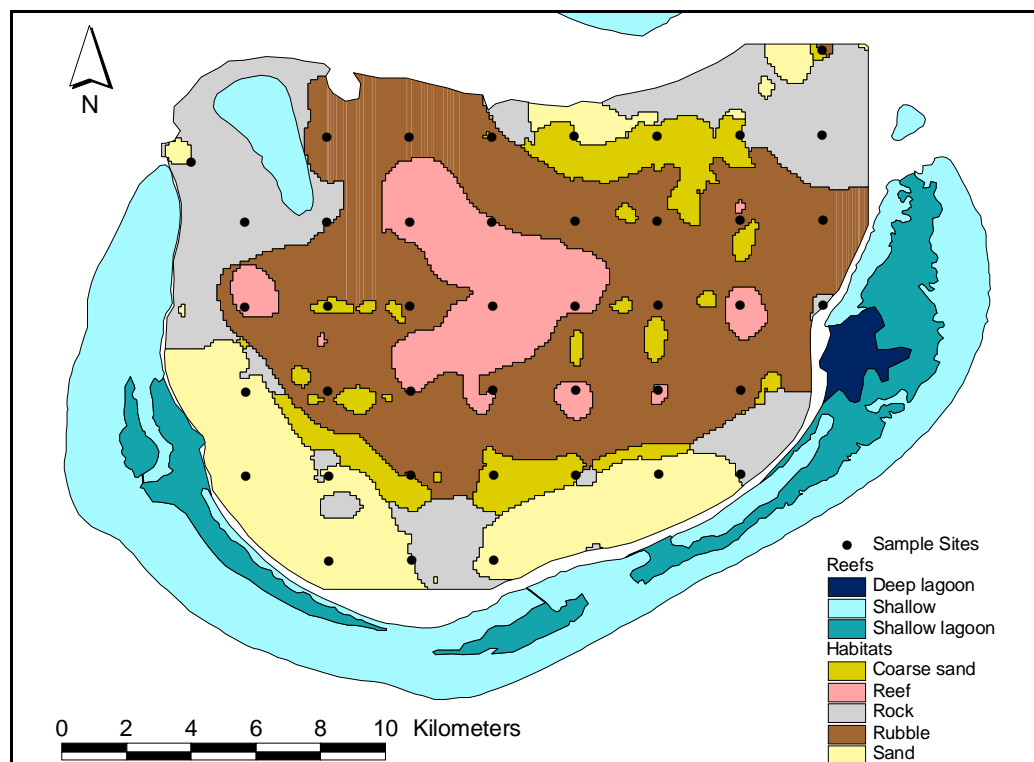 N
Sample Sites
Reefs
Deep lagoon
Shallow
Shallow lagoon
Habitats
Coarse sand
Reef
Rock
Rubble
Sand
0 2 4 6 8 10 Kilometers